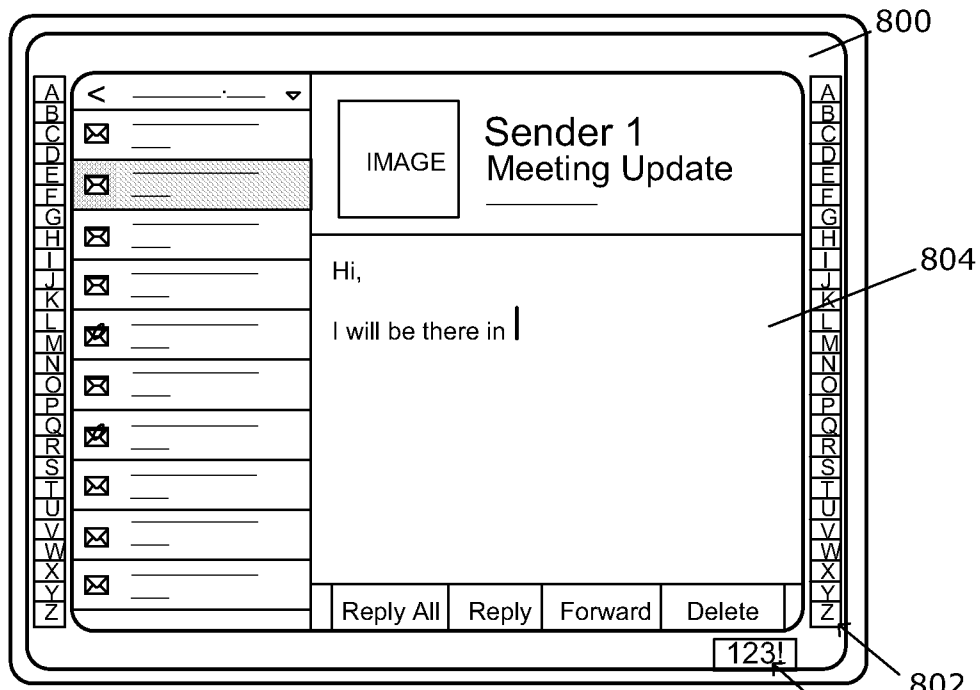 800
A
B
C
D
E
F
G
H
I
J
K
L
M
N
O
P
Q
R
S
T
U
V
W
X
Y
Z
<
IMAGE
Sender 1
Meeting Update
Hi,
I will be there in
Reply All Reply Forward Delete
A
B
C
D
E
F
G
H
I
J
K
L
M
N
O
P
Q
R
S
T
U
V
W
X
Y
Z
804
123!
802